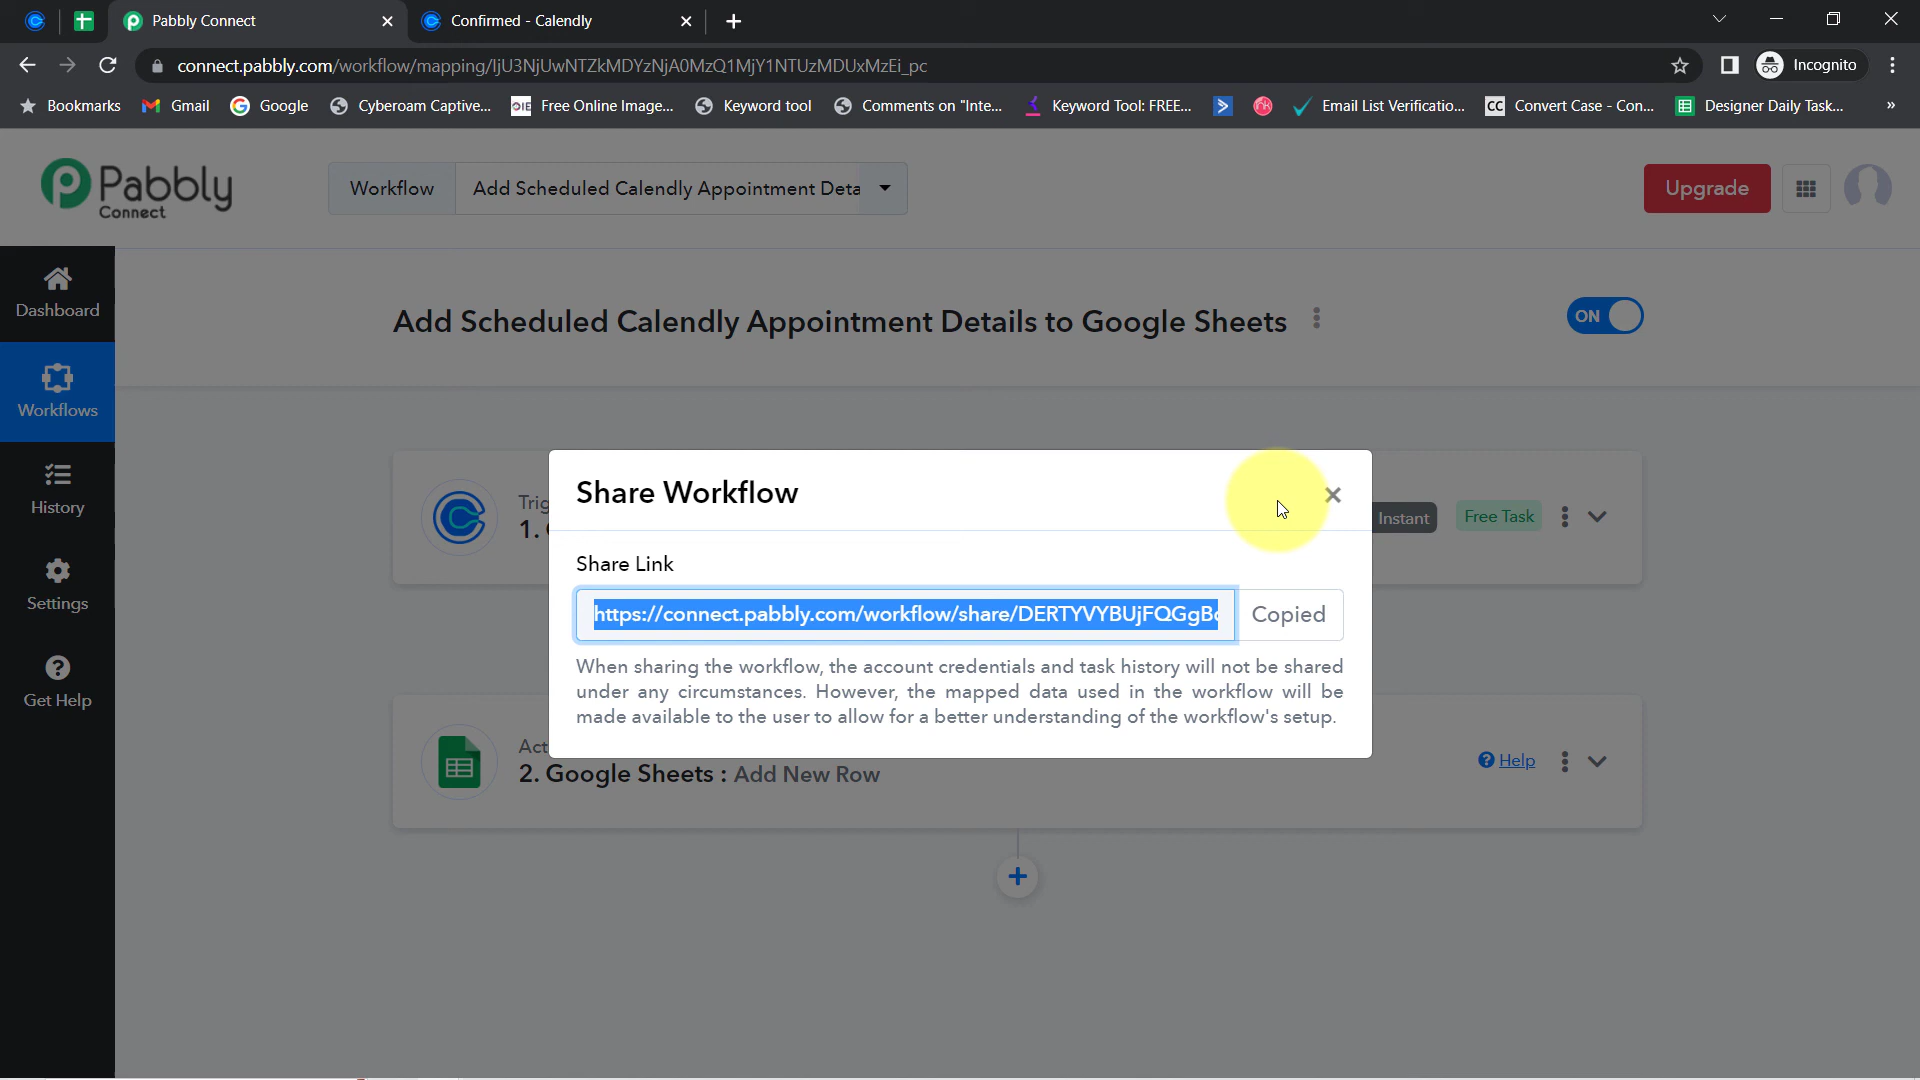 Pabbly Connect
Confirmed - Calendly
connect.pabbly.com/workflow/mapping/IjU3NjUwNTZkMDYzNjA0MzQ1MjY1NTUzMDUxMzEi_pc
Incognito
Bookmarks
Gmail
Google
Cyberoam Captive...
OIE Free Online Image...
Keyword tool
Comments on "Inte...
Keyword Tool: FREE...
Email List Verificatio...
CC Convert Case - Con...
Designer Daily Task...
»
Pabbly
Connect
Workflow
Add Scheduled Calendly Appointment Deta
Upgrade
Dashboard
Workflows
History
Settings
Get Help
Add Scheduled Calendly Appointment Details to Google Sheets
ON
Trig
1.
Instant
Free Task
Share Workflow
Share Link
https://connect.pabbly.com/workflow/share/DERTYVYBUjFQGgB
Copied
When sharing the workflow, the account credentials and task history will not be shared
under any circumstances. However, the mapped data used in the workflow will be
made available to the user to allow for a better understanding of the workflow's setup.
Act
2. Google Sheets : Add New Row
Help